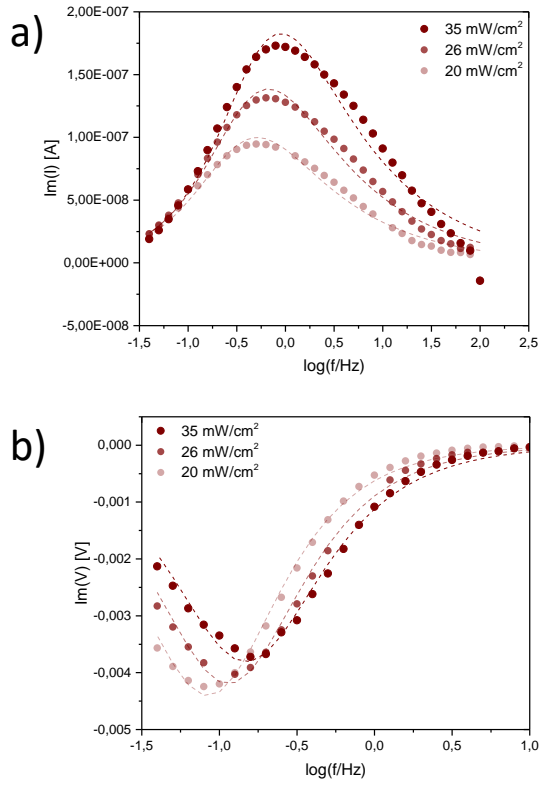 a)
2,00E-007
1,50E-007
1,00E-007
5,00E-008
0,00E+000
-5,00E-008
Im(I) [A]
35 mW/cm²
26 mW/cm²
20 mW/cm²
-1,5 -1,0 -0,5 0,0 0,5 1,0 1,5 2,0 2,5
log(f/Hz)
b)
0,000
-0,001
-0,002
-0,003
-0,004
-0,005
Im(V) [V]
35 mW/cm²
26 mW/cm²
20 mW/cm²
-1,5 -1,0 -0,5 0,0 0,5 1,0
log(f/Hz)